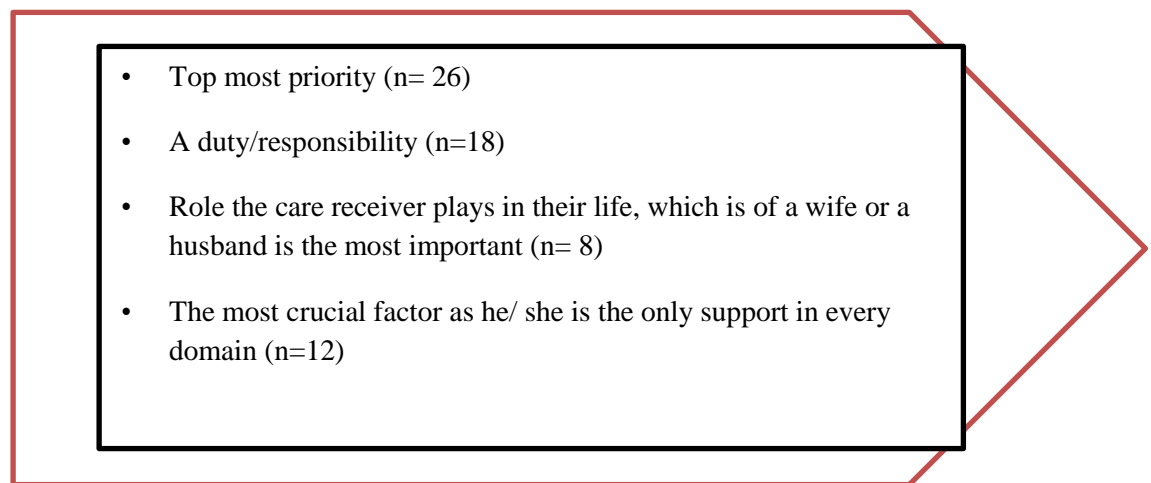 • Top most priority (n= 26)
• A duty/responsibility (n=18)
• Role the care receiver plays in their life, which is of a wife or a
husband is the most important (n= 8)
• The most crucial factor as he/ she is the only support in every
domain (n=12)